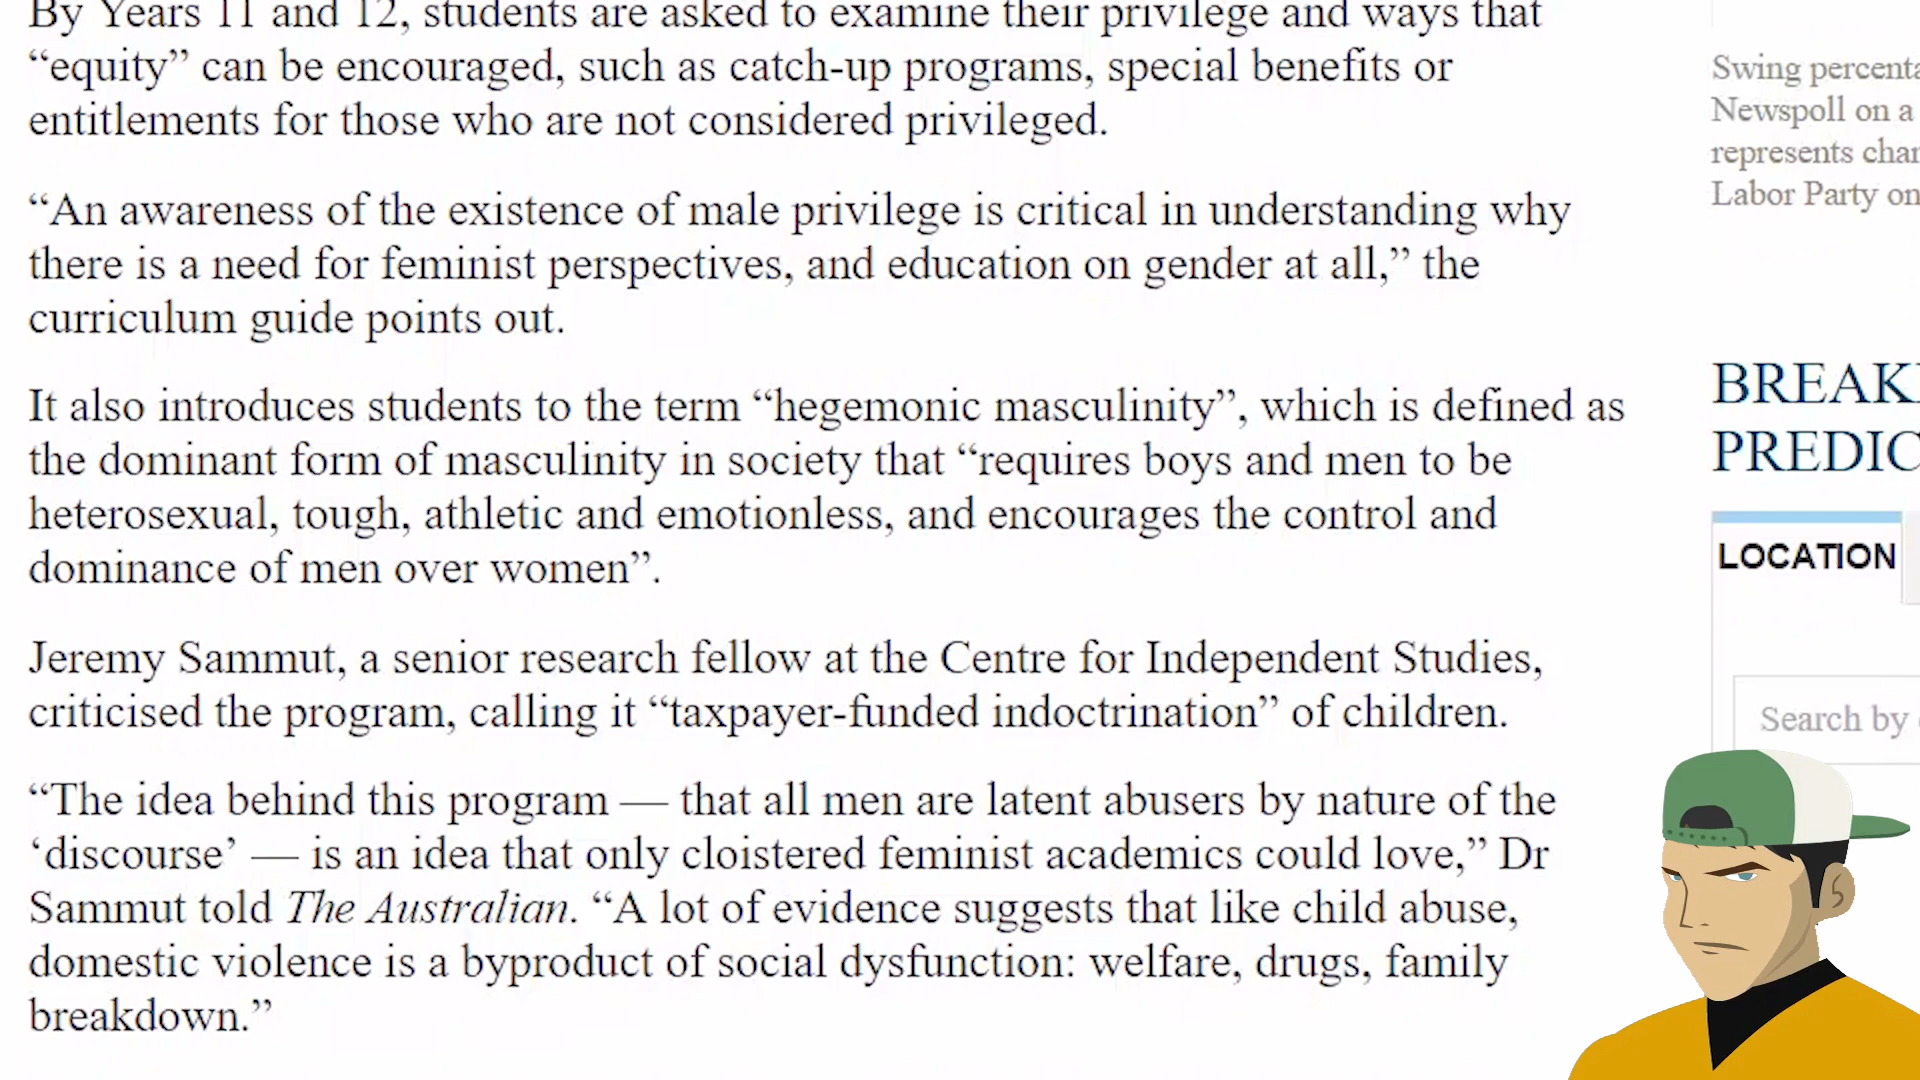 By Years 11 and 12, students are asked to examine their privilege and ways that
“equity” can be encouraged, such as catch-up programs, special benefits or
entitlements for those who are not considered privileged.
“An awareness of the existence of male privilege is critical in understanding why
there is a need for feminist perspectives, and education on gender at all,” the
curriculum guide points out.
It also introduces students to the term “hegemonic masculinity”, which is defined as
the dominant form of masculinity in society that “requires boys and men to be
heterosexual, tough, athletic and emotionless, and encourages the control and
dominance of men over women”.
Jeremy Sammut, a senior research fellow at the Centre for Independent Studies,
criticised the program, calling it “taxpayer-funded indoctrination” of children.
“The idea behind this program — that all men are latent abusers by nature of the
‘discourse’ — is an idea that only cloistered feminist academics could love,” Dr
Sammut told The Australian. “A lot of evidence suggests that like child abuse,
domestic violence is a byproduct of social dysfunction: welfare, drugs, family
breakdown.”
Swing
Newspoll on a
represents
Labor Party on
LOCATION
Search by